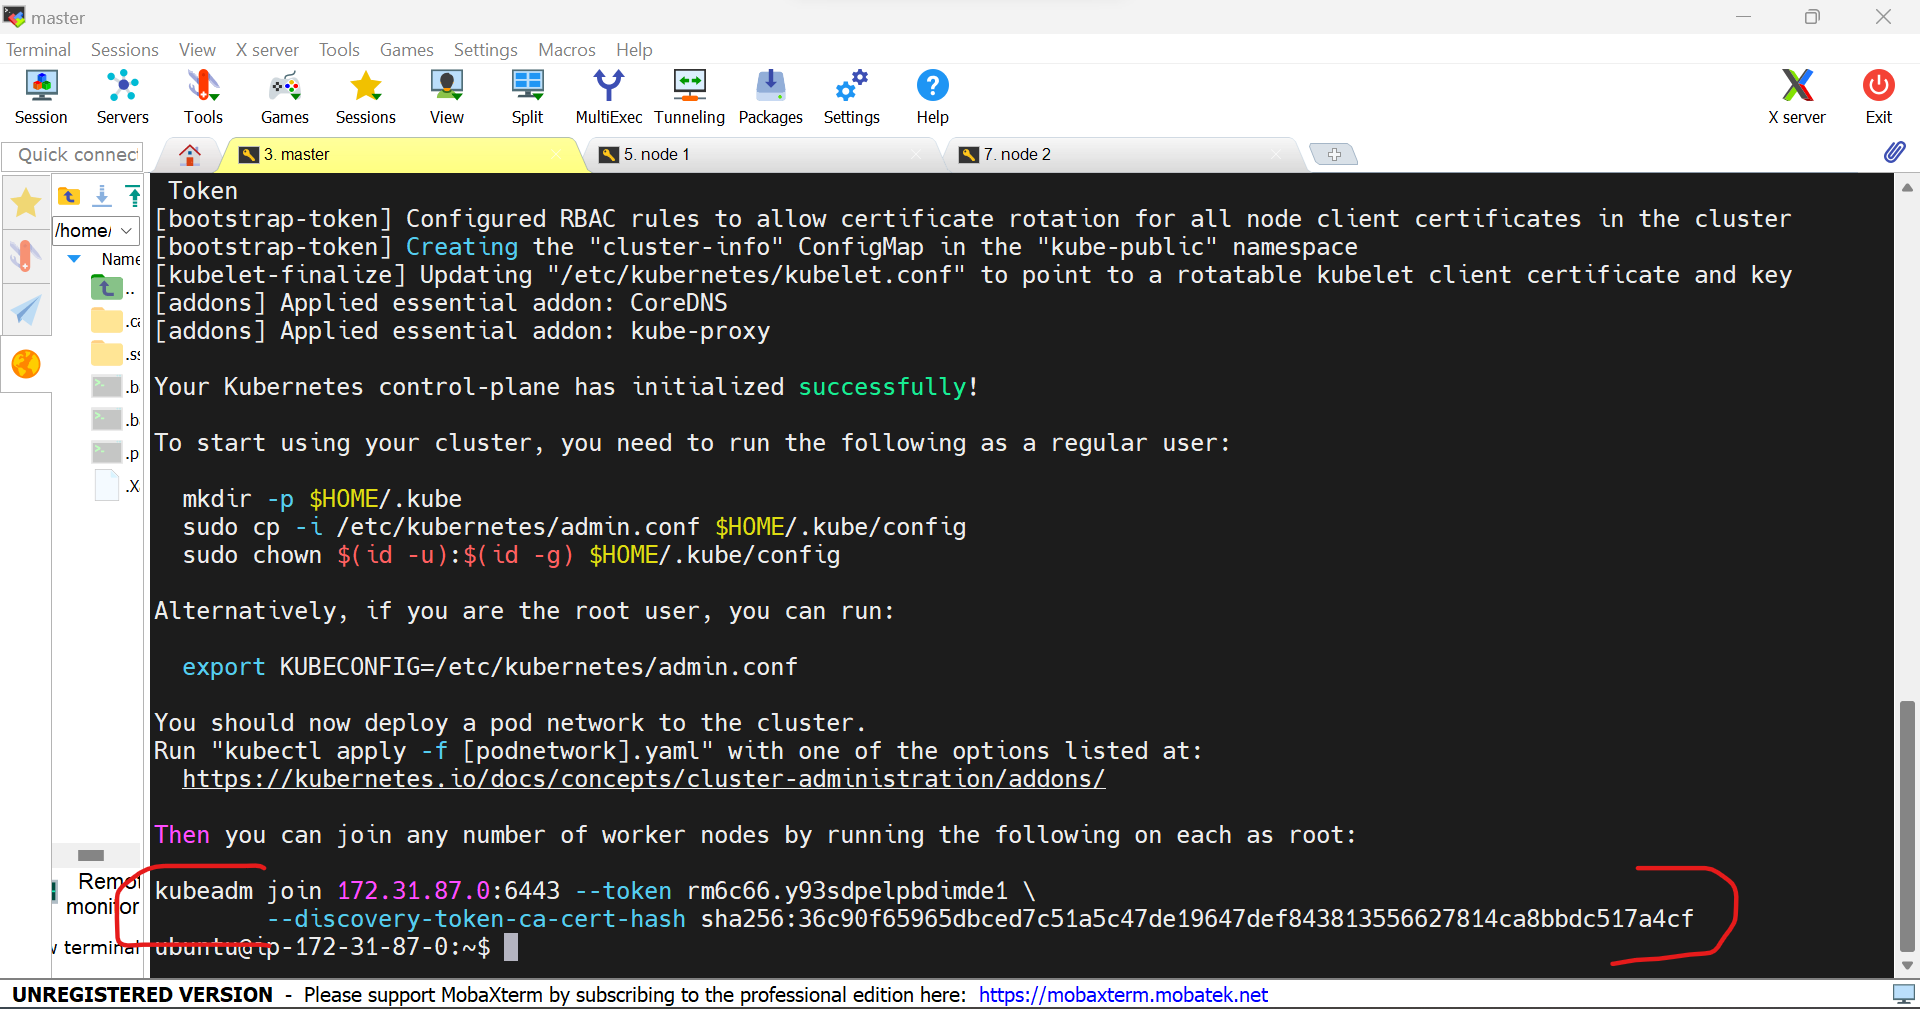 master
Terminal Sessions View X server Tools Games Settings Macros Help
Session Servers Tools Games Sessions View Split MultiExec Tunneling Packages Settings Help X server Exit
Quick connect 3. master 5. node 1 7. node 2
/home/
Name
..
.ca
.ss
.b
.b
.p
.X
Remot
monitor
terminal
Token
[bootstrap-token] Configured RBAC rules to allow certificate rotation for all node client certificates in the cluster
[bootstrap-token] Creating the "cluster-info" ConfigMap in the "kube-public" namespace
[kubelet-finalize] Updating "/etc/kubernetes/kubelet.conf" to point to a rotatable kubelet client certificate and key
[addons] Applied essential addon: CoreDNS
[addons] Applied essential addon: kube-proxy
Your Kubernetes control-plane has initialized successfully!
To start using your cluster, you need to run the following as a regular user:
mkdir -p $HOME/.kube
sudo cp -i /etc/kubernetes/admin.conf $HOME/.kube/config
sudo chown $(id -u):$(id -g) $HOME/.kube/config
Alternatively, if you are the root user, you can run:
export KUBECONFIG=/etc/kubernetes/admin.conf
You should now deploy a pod network to the cluster.
Run "kubectl apply -f [podnetwork].yaml" with one of the options listed at:
https://kubernetes.io/docs/concepts/cluster-administration/addons/
Then you can join any number of worker nodes by running the following on each as root:
kubeadm join 172.31.87.0:6443 --token rm6c66.y93sdpelpbdimde1 \
--discovery-token-ca-cert-hash sha256:36c90f65965dbced7c51a5c47de19647def843813556627814ca8bbdc517a4cf
ubuntu@ip-172-31-87-0:~$
UNREGISTERED VERSION - Please support MobaXterm by subscribing to the professional edition here: https://mobaxterm.mobatek.net